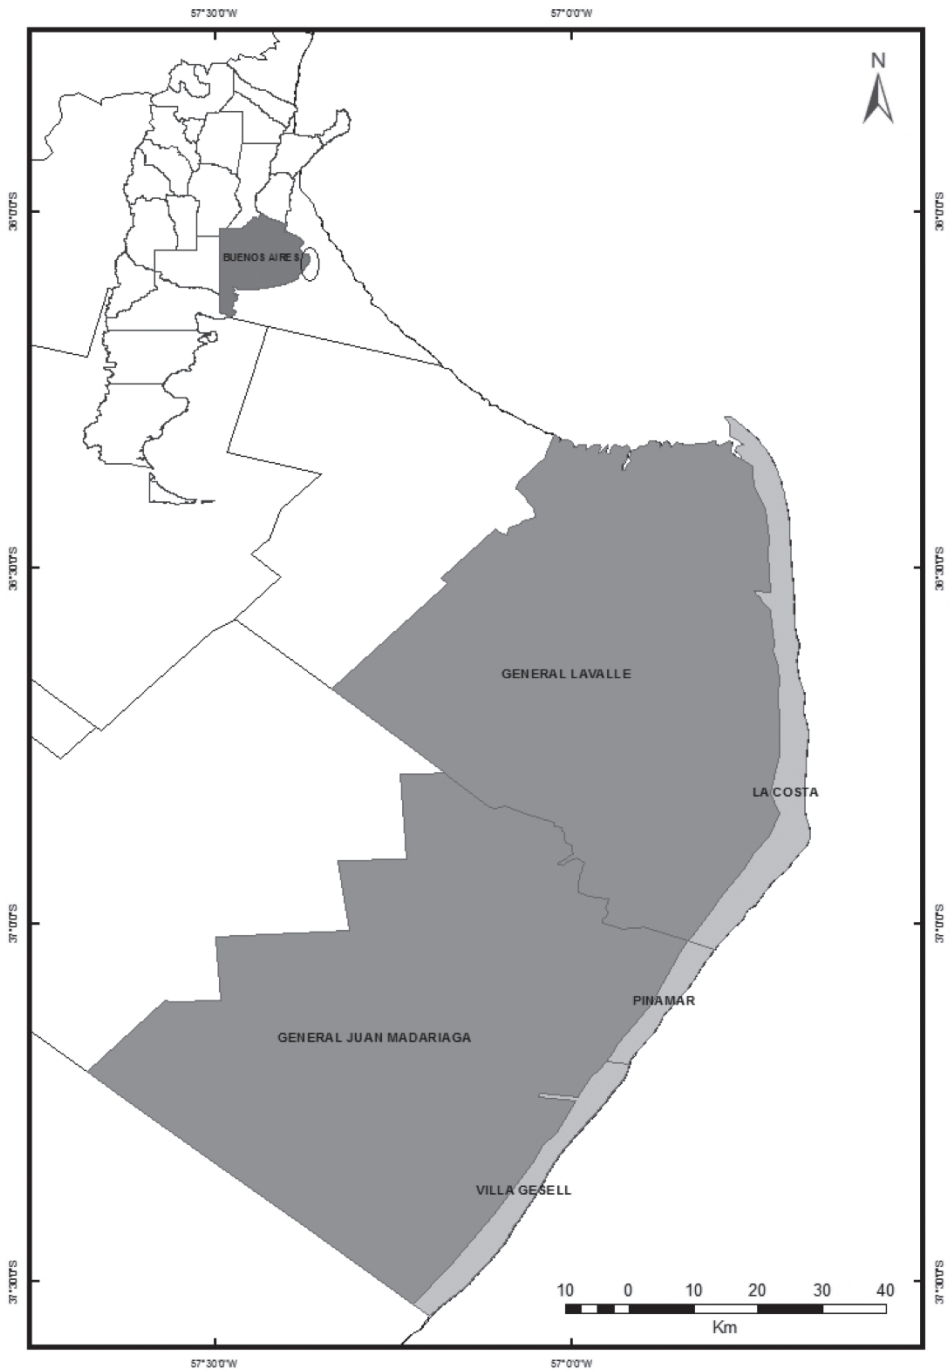 57°30'0"W 57°0'0"W
N
36°0'0"S 36°0'0"S
BUENOS AIRES
36°30'0"S 36°30'0"S
GENERAL LAVALLE
LA COSTA
37°0'0"S 37°0'0"S
PINAMAR
GENERAL JUAN MADARIAGA
VILLA GESELL
37°30'0"S 37°30'0"S
10 0 10 20 30 40
Km
57°30'0"W 57°0'0"W